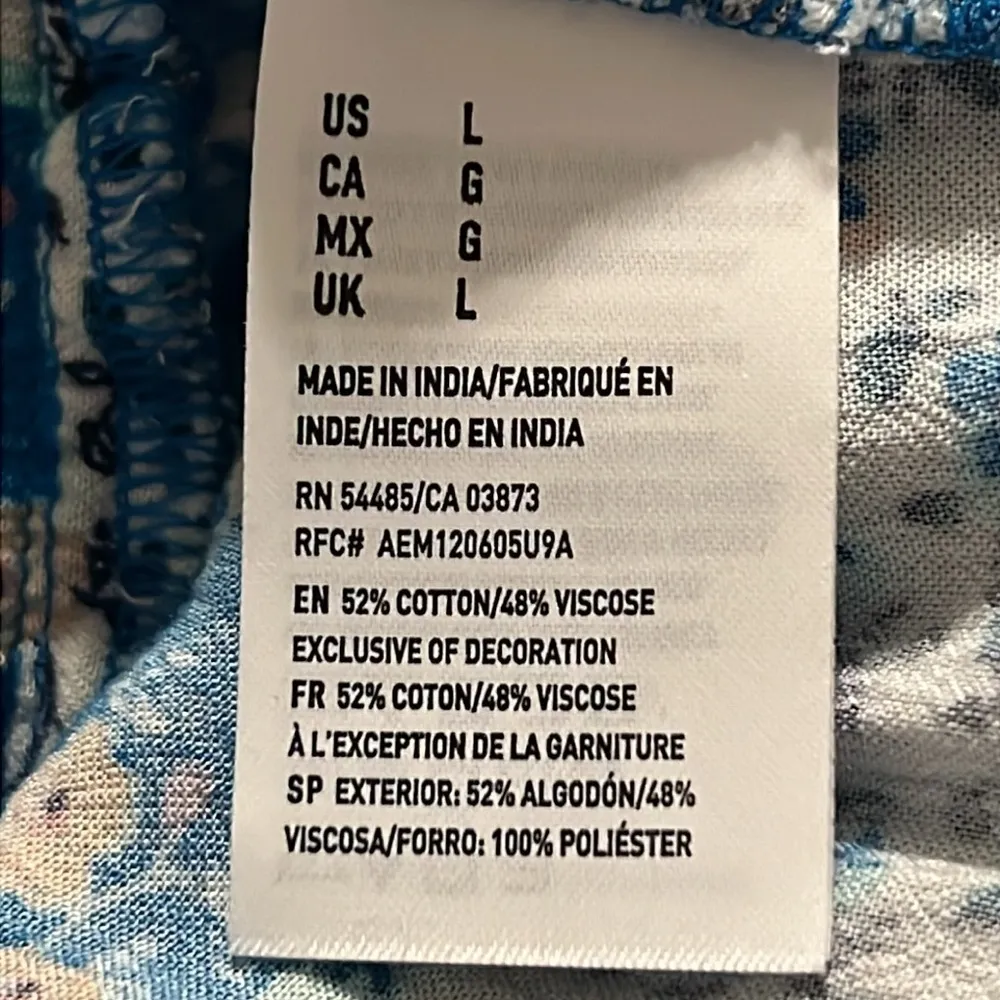 US L
CA G
MX G
UK L
MADE IN INDIA/FABRIQUÉ EN
INDE/HECHO EN INDIA
RN 54485/CA 03873
RFC# AEM120605U9A
EN 52% COTTON/48% VISCOSE
EXCLUSIVE OF DECORATION
FR 52% COTON/48% VISCOSE
À L'EXCEPTION DE LA GARNITURE
SP EXTERIOR: 52% ALGODÓN/48%
VISCOSA/FORRO: 100% POLIÉSTER